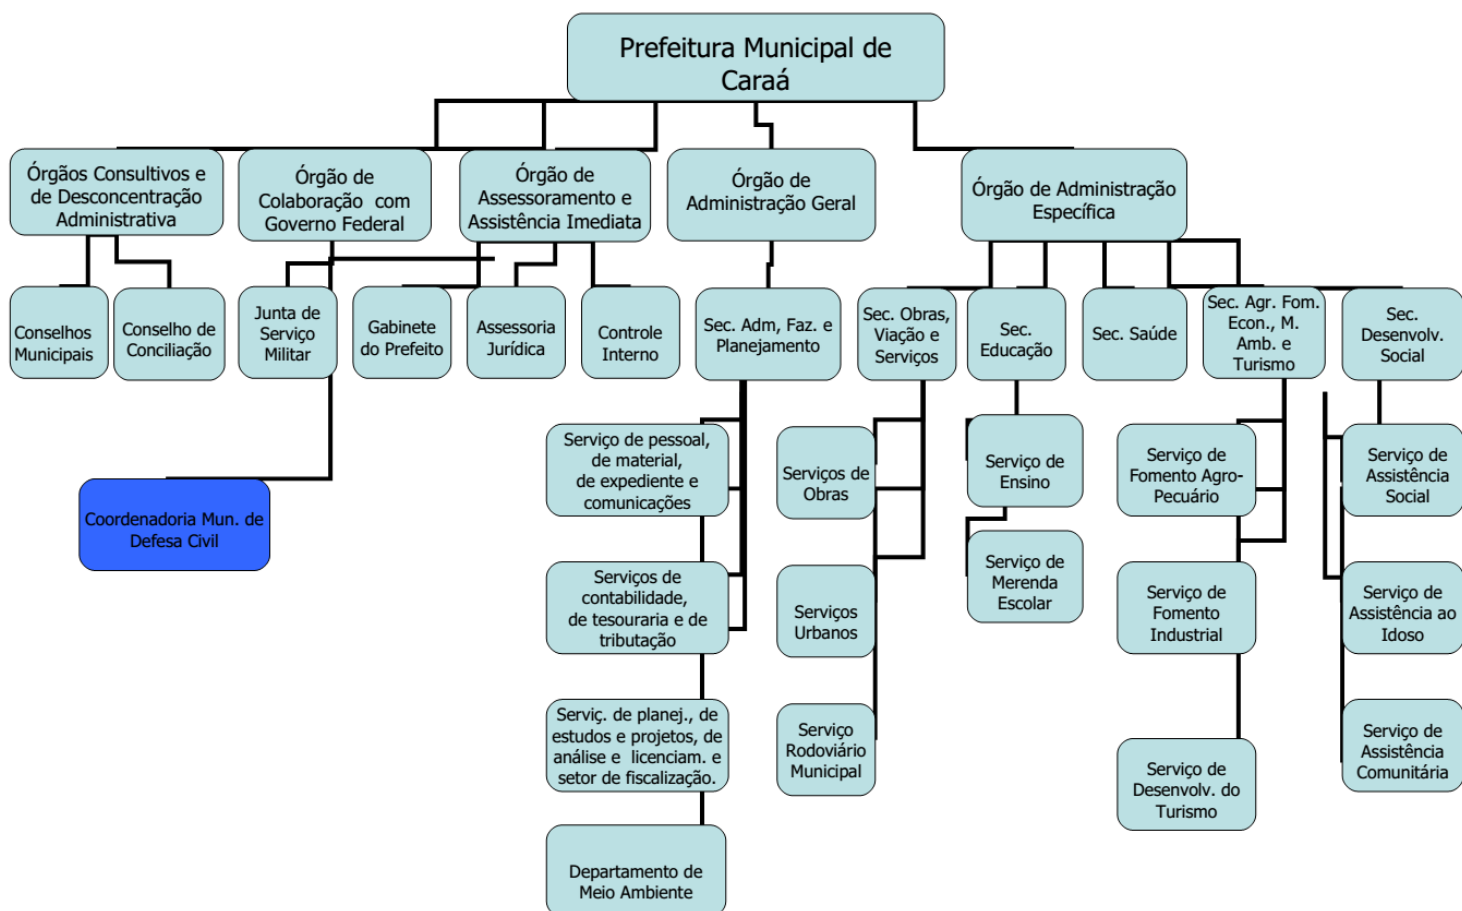 Prefeitura Municipal de
Caraá
Órgãos Consultivos e
de Desconcentração
Administrativa
Órgão de
Colaboração com
Governo Federal
Órgão de
Assessoramento e
Assistência Imediata
Órgão de
Administração Geral
Órgão de Administração
Específica
Conselhos
Municipais
Conselho de
Conciliação
Junta de
Serviço
Militar
Gabinete
do Prefeito
Assessoria
Jurídica
Controle
Interno
Sec. Adm, Faz. e
Planejamento
Sec. Obras,
Viação e
Serviços
Sec.
Educação
Sec. Saúde
Sec. Agr. Fom.
Econ., M.
Amb. e
Turismo
Sec.
Desenvolv.
Social
Serviço de pessoal,
de material,
de expediente e
comunicações
Serviços de
Obras
Serviço de
Ensino
Serviço de
Fomento Agro-
Pecuário
Serviço de
Assistência
Social
Coordenadoria Mun. de
Defesa Civil
Serviços de
contabilidade,
de tesouraria e de
tributação
Serviços
Urbanos
Serviço de
Merenda
Escolar
Serviço de
Fomento
Industrial
Serviço de
Assistência ao
Idoso
Serviç. de planej., de
estudos e projetos, de
análise e licenciam. e
setor de fiscalização.
Serviço
Rodoviário
Municipal
Serviço de
Desenvolv. do
Turismo
Serviço de
Assistência
Comunitária
Departamento de
Meio Ambiente